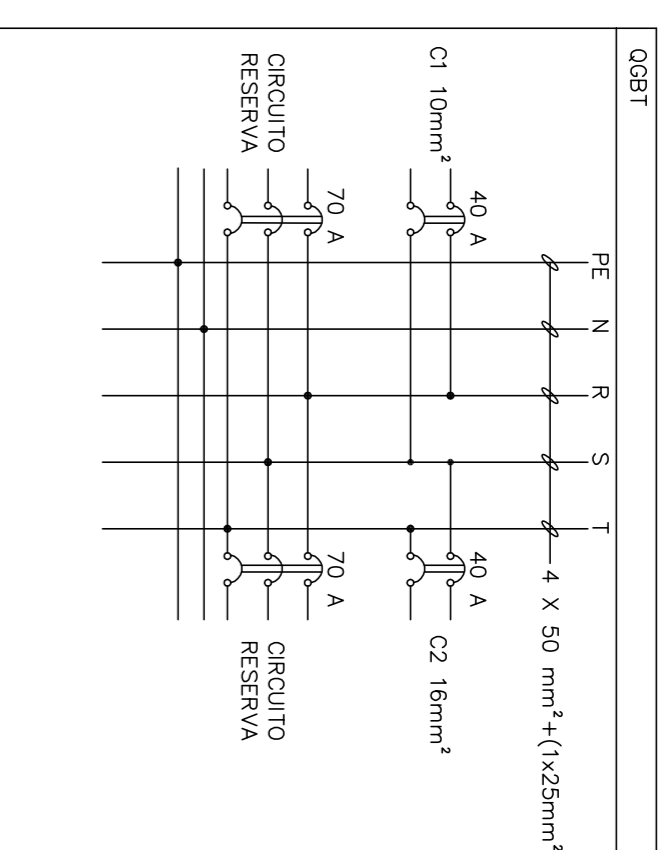 QGBT
PE
N
R
S
T
4 X 50 mm²+(1x25mm²
40 A
C1 10mm²
40 A
C2 16mm²
70 A
CIRCUITO
RESERVA
70 A
CIRCUITO
RESERVA